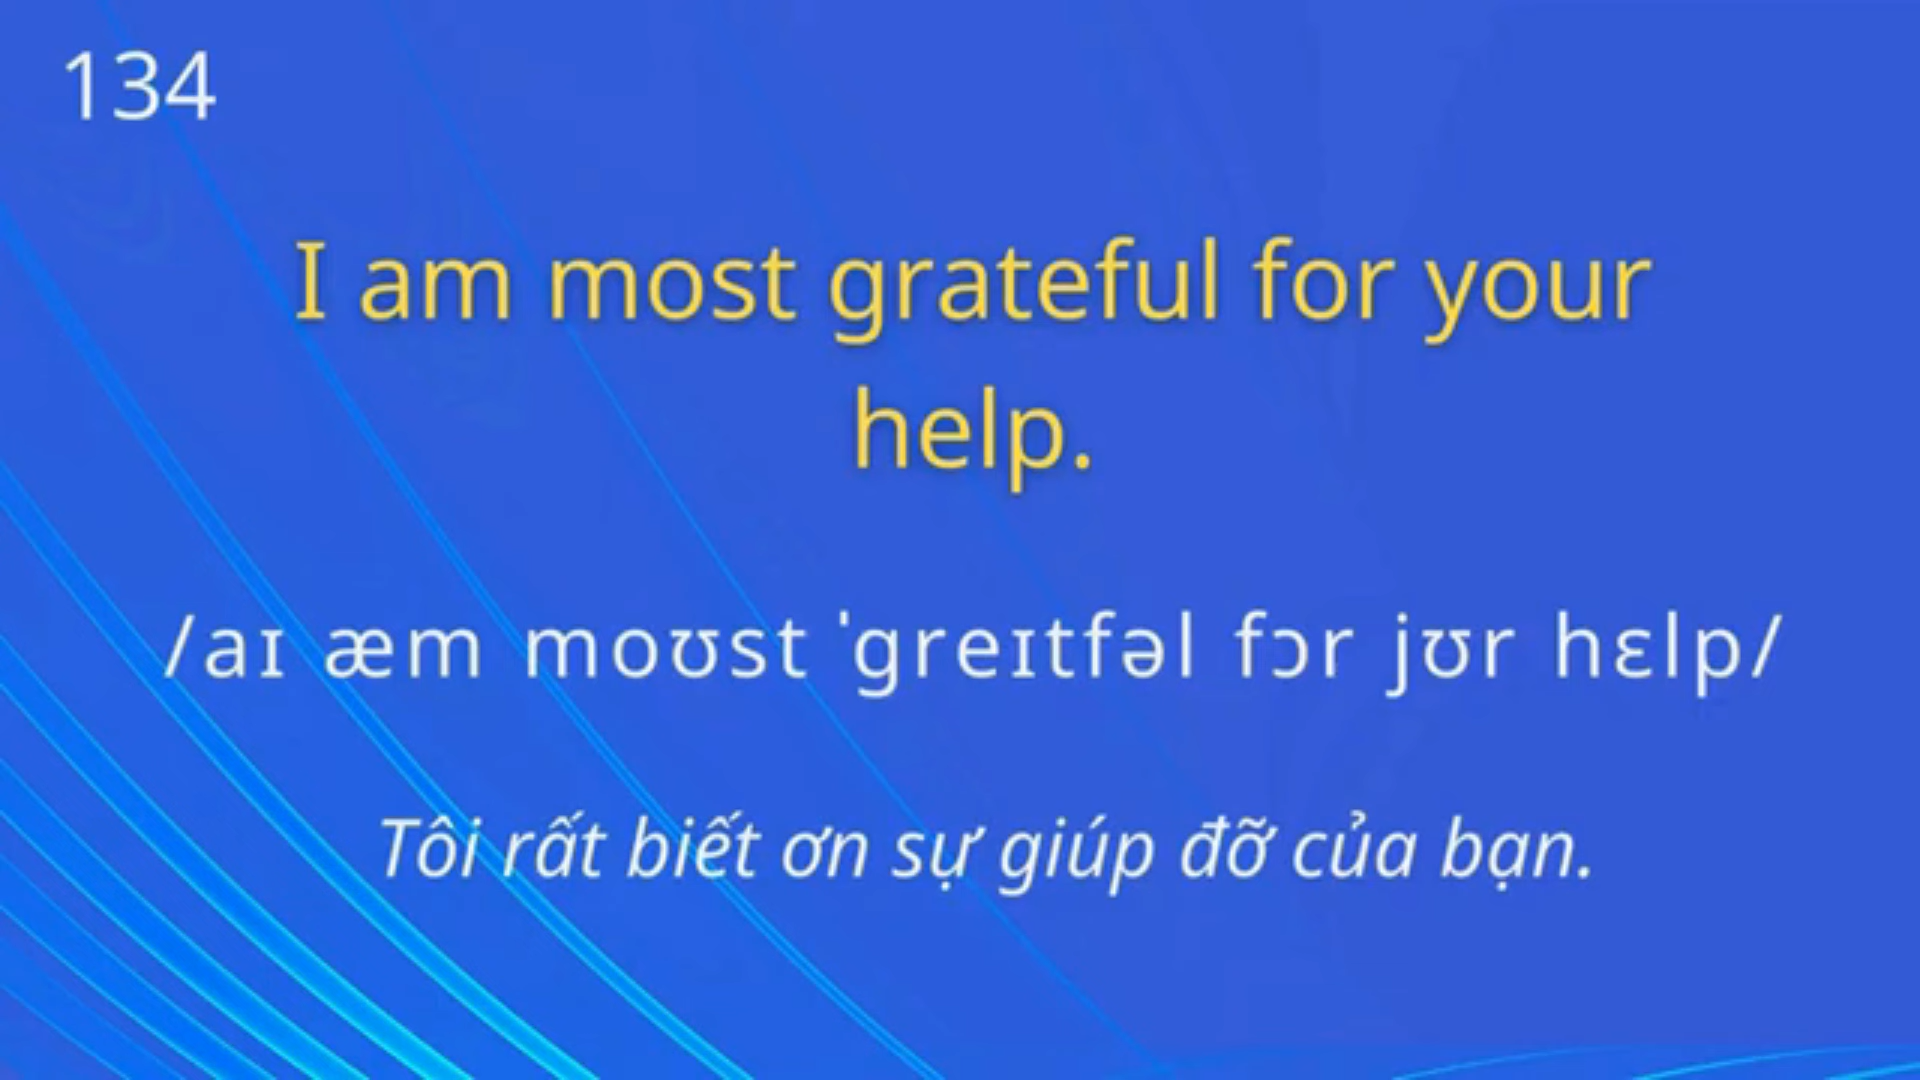 134
I am most grateful for your
help.
/aɪ æm moʊst ˈgreɪtfəl fɔr jʊr hɛlp/
Tôi rất biết ơn sự giúp đỡ của bạn.